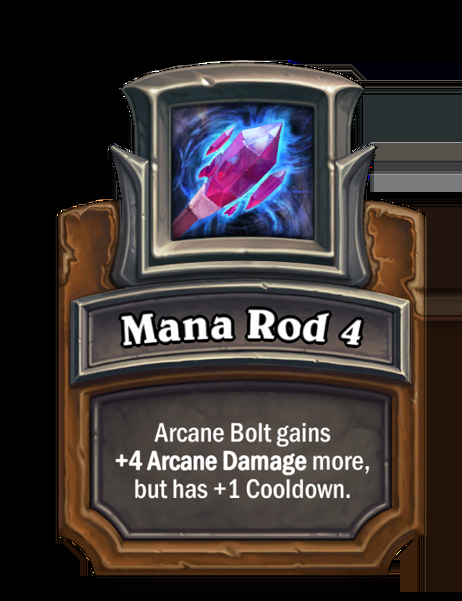 Mana Rod 4
Arcane Bolt gains
+4 Arcane Damage more,
but has +1 Cooldown.